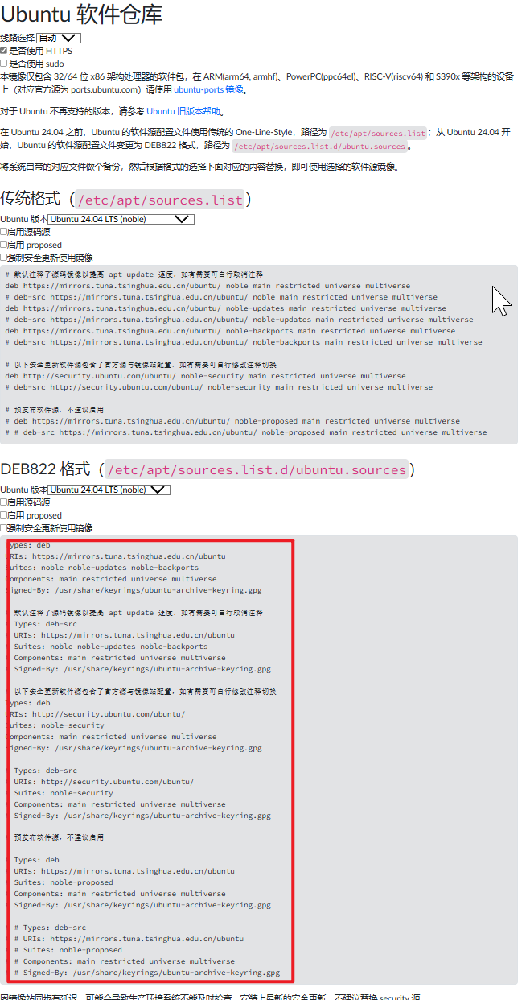 Ubuntu 软件仓库
线路选择 自动
是否使用 HTTPS
是否使用 sudo
本镜像仅包含 32/64 位 x86 架构处理器的软件包，在 ARM(arm64, armhf)、PowerPC(ppc64el)、RISC-V(riscv64) 和 S390x 等架构的设备
上（对应官方源为 ports.ubuntu.com）请使用 ubuntu-ports 镜像。
对于 Ubuntu 不再支持的版本，请参考 Ubuntu 旧版本帮助。
在 Ubuntu 24.04 之前，Ubuntu 的软件源配置文件使用传统的 One-Line-Style，路径为 /etc/apt/sources.list；从 Ubuntu 24.04 开
始，Ubuntu 的软件源配置文件变更为 DEB822 格式，路径为 /etc/apt/sources.list.d/ubuntu.sources。
将系统自带的对应文件做个备份，然后根据格式的选择下面对应的内容替换，即可使用选择的软件源镜像。
传统格式（/etc/apt/sources.list）
Ubuntu 版本 Ubuntu 24.04 LTS (noble)
启用源码源
启用 proposed
强制安全更新使用镜像
# 默认注释了源码镜像以提高 apt update 速度，如有需要可自行取消注释
deb https://mirrors.tuna.tsinghua.edu.cn/ubuntu/ noble main restricted universe multiverse
# deb-src https://mirrors.tuna.tsinghua.edu.cn/ubuntu/ noble main restricted universe multiverse
deb https://mirrors.tuna.tsinghua.edu.cn/ubuntu/ noble-updates main restricted universe multiverse
# deb-src https://mirrors.tuna.tsinghua.edu.cn/ubuntu/ noble-updates main restricted universe multiverse
deb https://mirrors.tuna.tsinghua.edu.cn/ubuntu/ noble-backports main restricted universe multiverse
# deb-src https://mirrors.tuna.tsinghua.edu.cn/ubuntu/ noble-backports main restricted universe multiverse
# 以下安全更新软件源包含了官方源与镜像站配置，如有需要可自行修改注释切换
deb http://security.ubuntu.com/ubuntu/ noble-security main restricted universe multiverse
# deb-src http://security.ubuntu.com/ubuntu/ noble-security main restricted universe multiverse
# 预发布软件源，不建议启用
# deb https://mirrors.tuna.tsinghua.edu.cn/ubuntu/ noble-proposed main restricted universe multiverse
# # deb-src https://mirrors.tuna.tsinghua.edu.cn/ubuntu/ noble-proposed main restricted universe multiverse
DEB822 格式（/etc/apt/sources.list.d/ubuntu.sources）
Ubuntu 版本 Ubuntu 24.04 LTS (noble)
启用源码源
启用 proposed
强制安全更新使用镜像
Types: deb
URIs: https://mirrors.tuna.tsinghua.edu.cn/ubuntu
Suites: noble noble-updates noble-backports
Components: main restricted universe multiverse
Signed-By: /usr/share/keyrings/ubuntu-archive-keyring.gpg
# 默认注释了源码镜像以提高 apt update 速度，如有需要可自行取消注释
# Types: deb-src
# URIs: https://mirrors.tuna.tsinghua.edu.cn/ubuntu
# Suites: noble noble-updates noble-backports
# Components: main restricted universe multiverse
# Signed-By: /usr/share/keyrings/ubuntu-archive-keyring.gpg
# 以下安全更新软件源包含了官方源与镜像站配置，如有需要可自行修改注释切换
Types: deb
URIs: http://security.ubuntu.com/ubuntu/
Suites: noble-security
Components: main restricted universe multiverse
Signed-By: /usr/share/keyrings/ubuntu-archive-keyring.gpg
# Types: deb-src
# URIs: http://security.ubuntu.com/ubuntu/
# Suites: noble-security
# Components: main restricted universe multiverse
# Signed-By: /usr/share/keyrings/ubuntu-archive-keyring.gpg
# 预发布软件源，不建议启用
# Types: deb
# URIs: https://mirrors.tuna.tsinghua.edu.cn/ubuntu
# Suites: noble-proposed
# Components: main restricted universe multiverse
# Signed-By: /usr/share/keyrings/ubuntu-archive-keyring.gpg
# # Types: deb-src
# # URIs: https://mirrors.tuna.tsinghua.edu.cn/ubuntu
# # Suites: noble-proposed
# # Components: main restricted universe multiverse
# # Signed-By: /usr/share/keyrings/ubuntu-archive-keyring.gpg
因镜像站同步有延迟，可能会导致生产环境系统不能及时检查、安装上最新的安全更新，不建议替换 security 源。